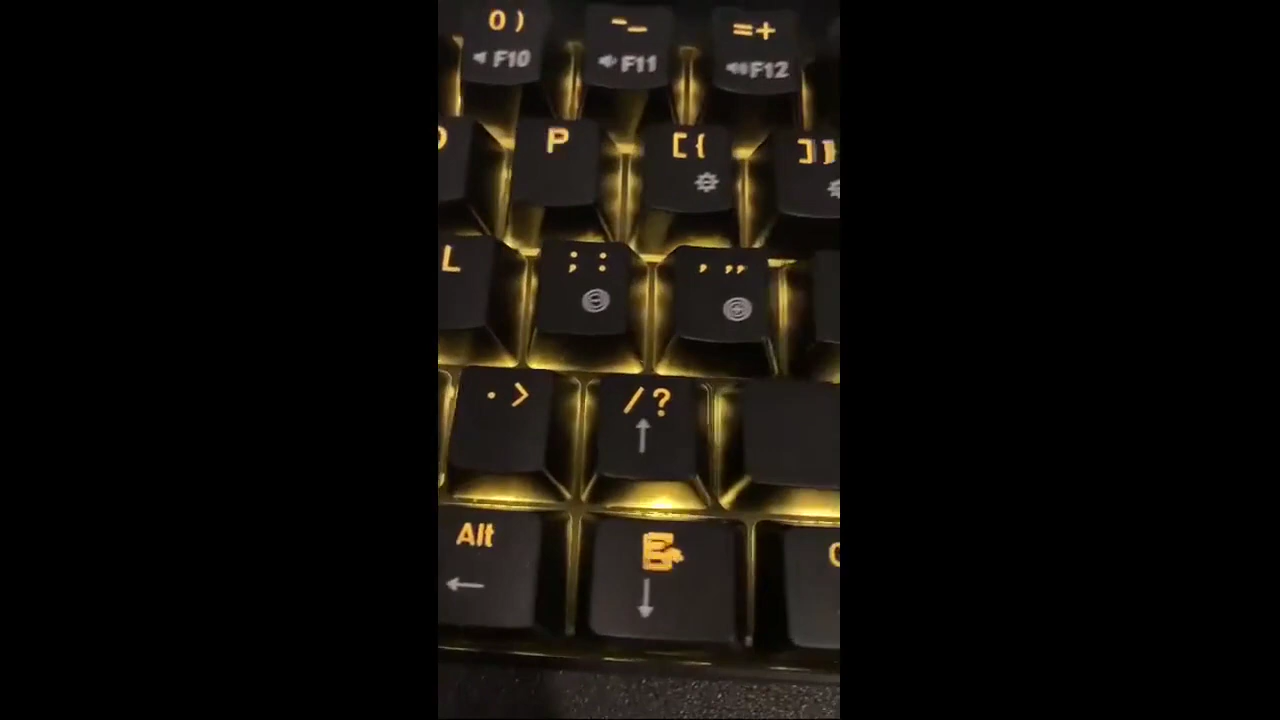 0 ) - _ = +
F10 F11 F12
P [ { ] }
L ; : ' "
. > / ?
Alt